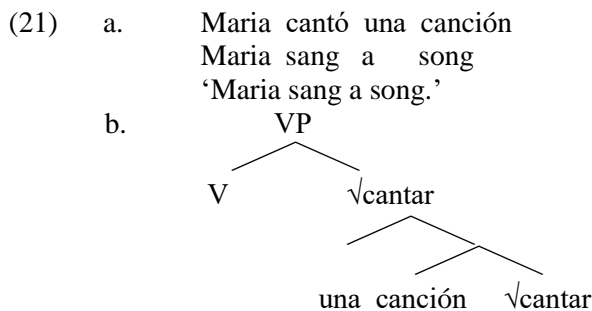 (21) a. Maria cantó una canción
Maria sang a song
‘Maria sang a song.’
b. VP
V √cantar
una canción √cantar